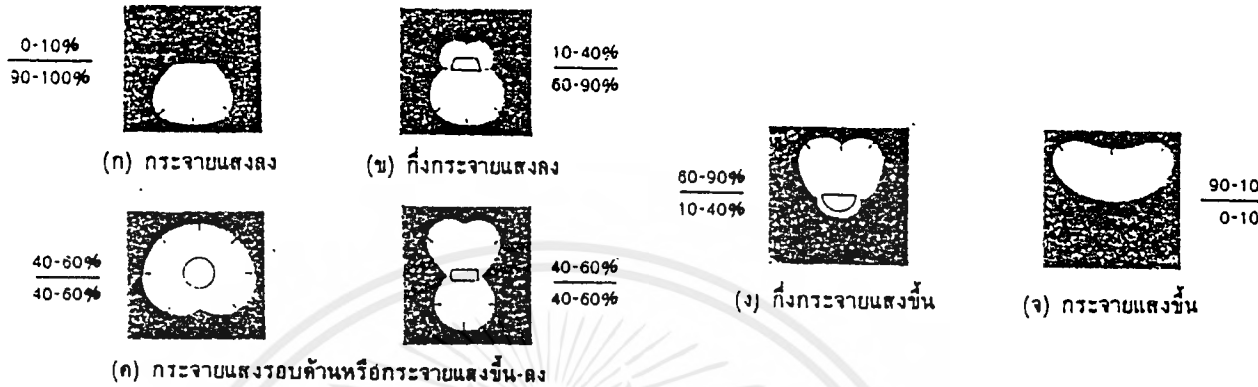 0-10%
90-100%
(ก) กระจายแสงลง
10-40%
60-90%
(ข) กึ่งกระจายแสงลง
40-60%
40-60%
40-60%
40-60%
(ค) กระจายแสงรอบด้านหรือกระจายแสงขึ้น-ลง
60-90%
10-40%
(ง) กึ่งกระจายแสงขึ้น
90-10
0-10
(จ) กระจายแสงขึ้น